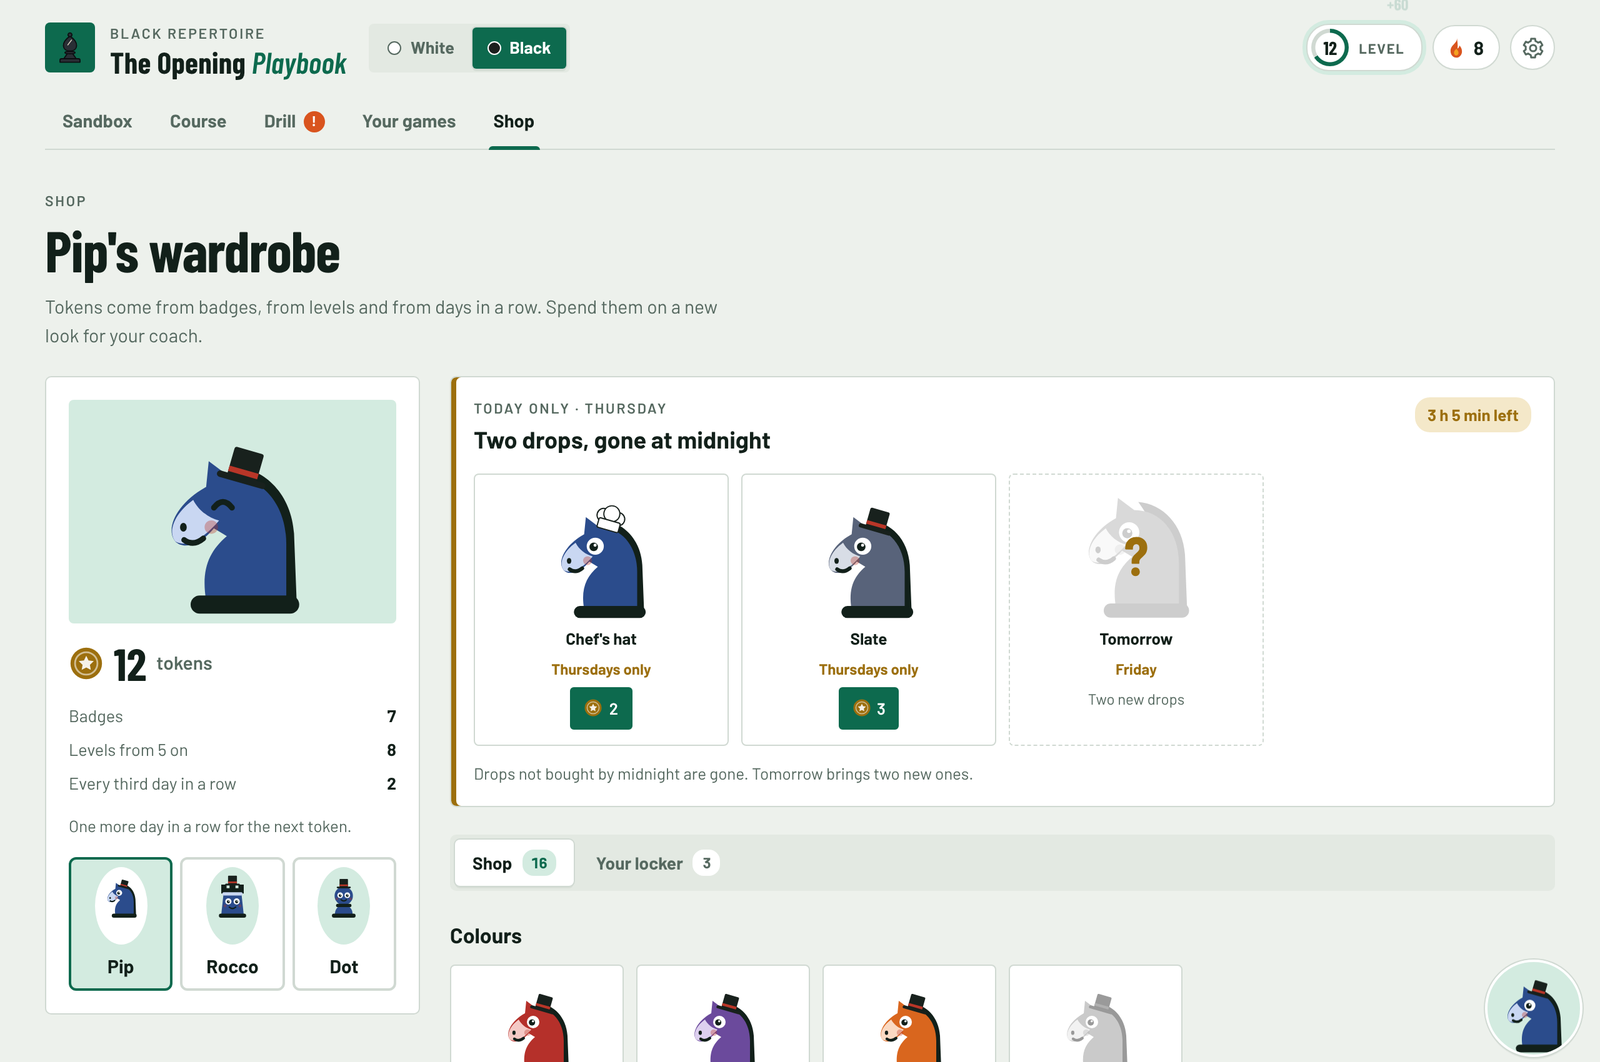 +60
BLACK REPERTOIRE
The Opening Playbook
White
Black
12 LEVEL
8
Sandbox
Course
Drill !
Your games
Shop
SHOP
Pip's wardrobe
Tokens come from badges, from levels and from days in a row. Spend them on a new
look for your coach.
12 tokens
Badges 7
Levels from 5 on 8
Every third day in a row 2
One more day in a row for the next token.
Pip
Rocco
Dot
TODAY ONLY · THURSDAY
3 h 5 min left
Two drops, gone at midnight
Chef's hat
Thursdays only
2
Slate
Thursdays only
3
?
Tomorrow
Friday
Two new drops
Drops not bought by midnight are gone. Tomorrow brings two new ones.
Shop 16
Your locker 3
Colours